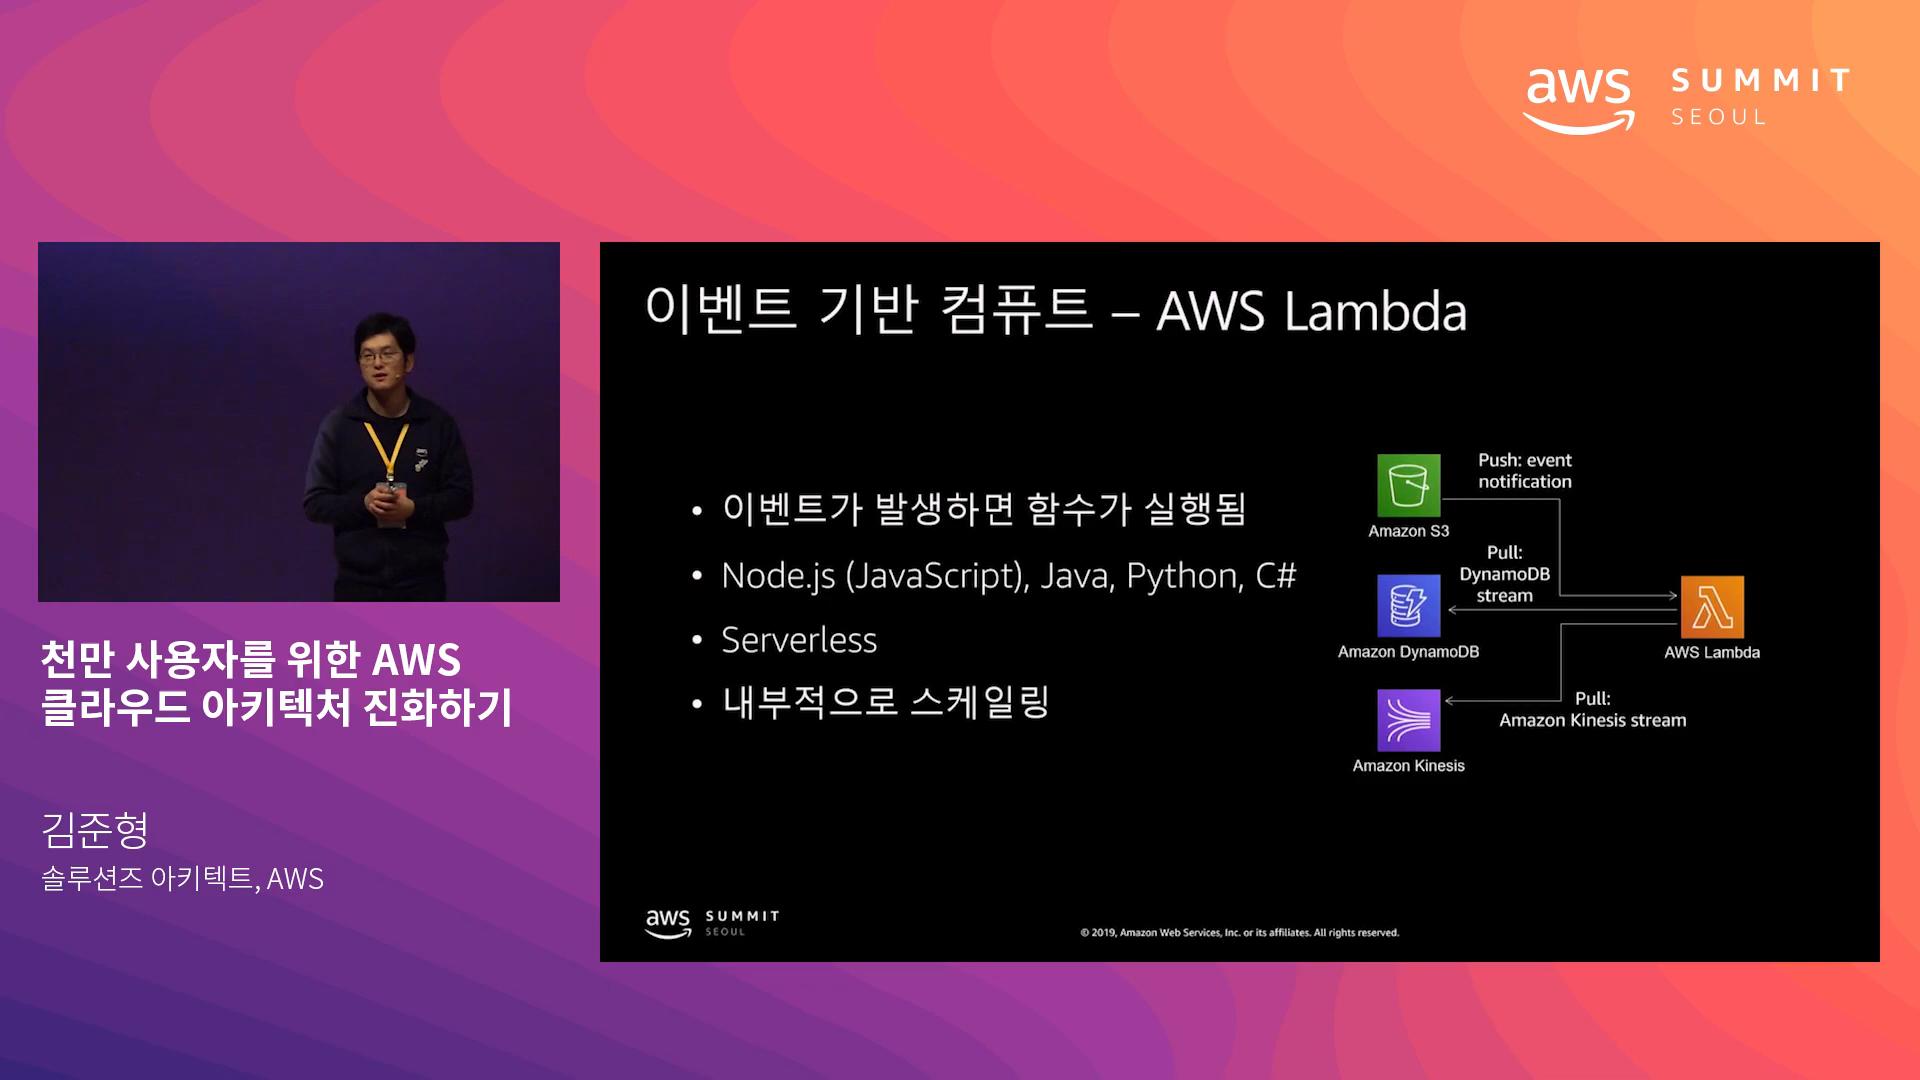 aws SUMMIT
SEOUL
이벤트 기반 컴퓨트 – AWS Lambda
• 이벤트가 발생하면 함수가 실행됨
• Node.js (JavaScript), Java, Python, C#
• Serverless
• 내부적으로 스케일링
Push: event
notification
Amazon S3
Pull:
DynamoDB
stream
Amazon DynamoDB
AWS Lambda
Pull:
Amazon Kinesis stream
Amazon Kinesis
aws SUMMIT
SEOUL
© 2019, Amazon Web Services, Inc. or its affiliates. All rights reserved.
천만 사용자를 위한 AWS
클라우드 아키텍처 진화하기
김준형
솔루션즈 아키텍트, AWS